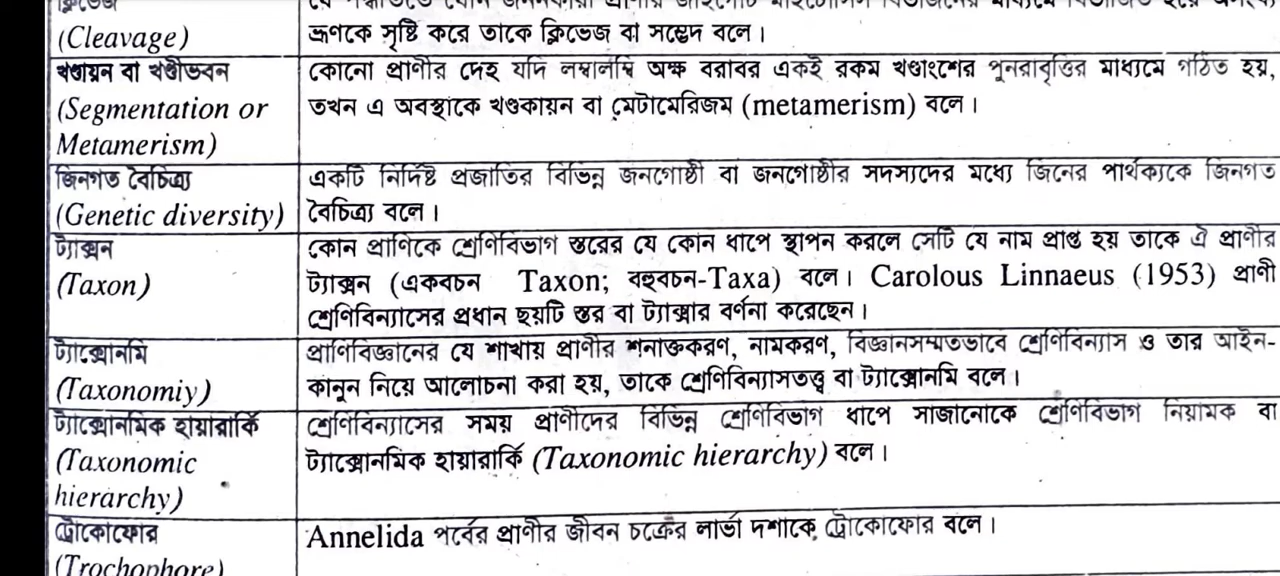 ক্লিভেজ
(Cleavage)
ভ্রূণকে সৃষ্টি করে তাকে ক্লিভেজ বা সম্ভেদ বলে।
খণ্ডায়ন বা খণ্ডীভবন
(Segmentation or
Metamerism)
কোনো প্রাণীর দেহ যদি লম্বালম্বি অক্ষ বরাবর একই রকম খণ্ডাংশের পুনরাবৃত্তির মাধ্যমে গঠিত হয়,
তখন এ অবস্থাকে খণ্ডকায়ন বা মেটামেরিজম (metamerism) বলে।
জিনগত বৈচিত্র্য
(Genetic diversity)
একটি নির্দিষ্ট প্রজাতির বিভিন্ন জনগোষ্ঠী বা জনগোষ্ঠীর সদস্যদের মধ্যে জিনের পার্থক্যকে জিনগত
বৈচিত্র্য বলে।
ট্যাক্সন
(Taxon)
কোন প্রাণিকে শ্রেণিবিভাগ স্তরের যে কোন ধাপে স্থাপন করলে সেটি যে নাম প্রাপ্ত হয় তাকে ঐ প্রাণীর
ট্যাক্সন (একবচন Taxon; বহুবচন-Taxa) বলে। Carolous Linnaeus (1953) প্রাণী
শ্রেণিবিন্যাসের প্রধান ছয়টি স্তর বা ট্যাক্সার বর্ণনা করেছেন।
ট্যাক্সোনমি
(Taxonomiy)
প্রাণিবিজ্ঞানের যে শাখায় প্রাণীর শনাক্তকরণ, নামকরণ, বিজ্ঞানসম্মতভাবে শ্রেণিবিন্যাস ও তার আইন-
কানুন নিয়ে আলোচনা করা হয়, তাকে শ্রেণিবিন্যাসতত্ত্ব বা ট্যাক্সোনমি বলে।
ট্যাক্সোনমিক হায়ারার্কি
(Taxonomic
hierarchy)
শ্রেণিবিন্যাসের সময় প্রাণীদের বিভিন্ন শ্রেণিবিভাগ ধাপে সাজানোকে শ্রেণিবিভাগ নিয়ামক বা
ট্যাক্সোনমিক হায়ারার্কি (Taxonomic hierarchy) বলে।
ট্রোকোফোর
(Trochophore)
Annelida পর্বের প্রাণীর জীবন চক্রের লার্ভা দশাকে ট্রোকোফোর বলে।